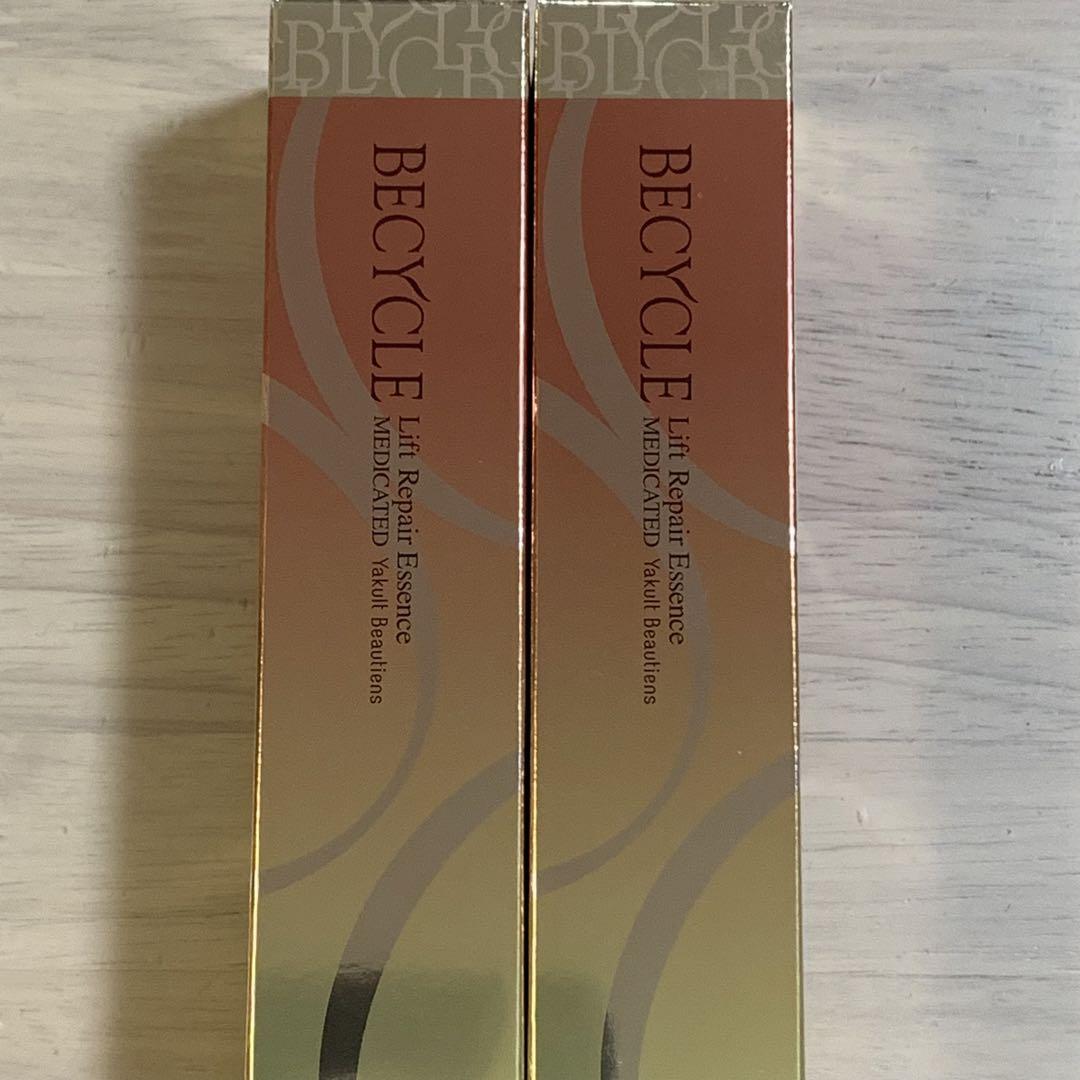 BECYCLE
Lift Repair Essence
MEDICATED Yakult Beautiens
BECYCLE
Lift Repair Essence
MEDICATED Yakult Beautiens